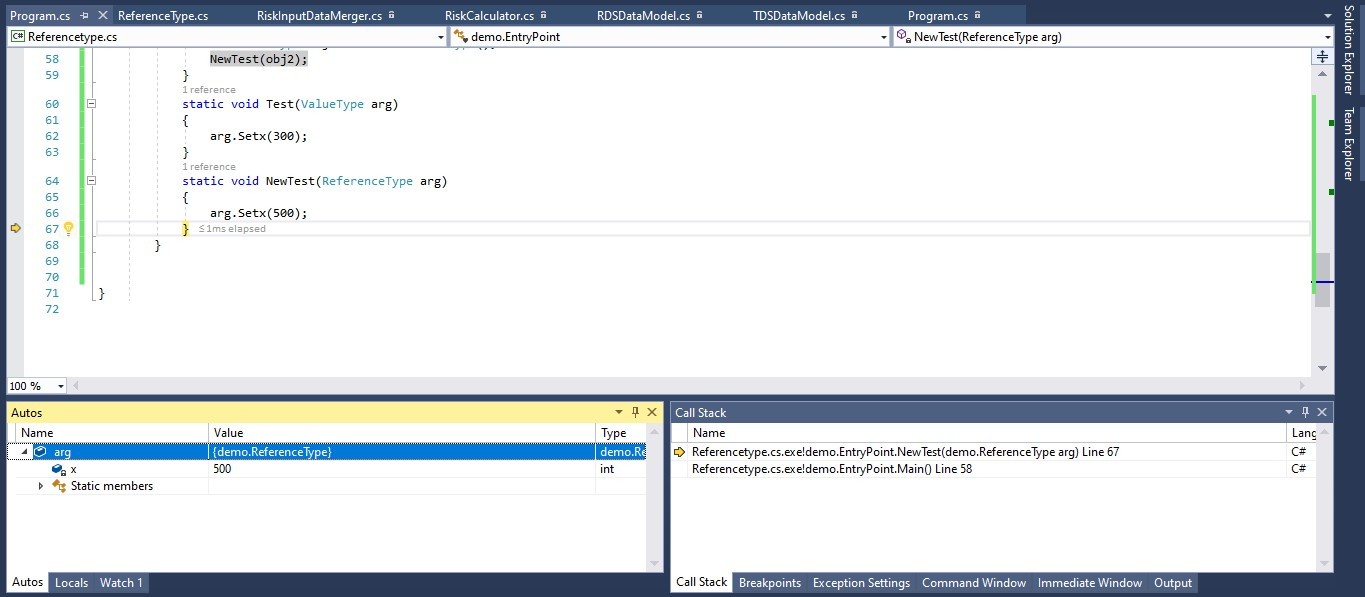 Program.cs
ReferenceType.cs
RiskInputDataMerger.cs
RiskCalculator.cs
RDSDataModel.cs
TDSDataModel.cs
Program.cs
Solution Explorer
Team Explorer
C# Referencetype.cs
demo.EntryPoint
NewTest(ReferenceType arg)
58 NewTest(obj2);
59 }
1 reference
60 static void Test(ValueType arg)
61 {
62 arg.Setx(300);
63 }
1 reference
64 static void NewTest(ReferenceType arg)
65 {
66 arg.Setx(500);
67 } ≤1ms elapsed
68 }
69
70
71 }
72
100 %
Autos
Name Value Type
arg {demo.ReferenceType} demo.Re
x 500 int
Static members
Autos Locals Watch 1
Call Stack
Name Lang
Referencetype.cs.exe!demo.EntryPoint.NewTest(demo.ReferenceType arg) Line 67 C#
Referencetype.cs.exe!demo.EntryPoint.Main() Line 58 C#
Call Stack Breakpoints Exception Settings Command Window Immediate Window Output